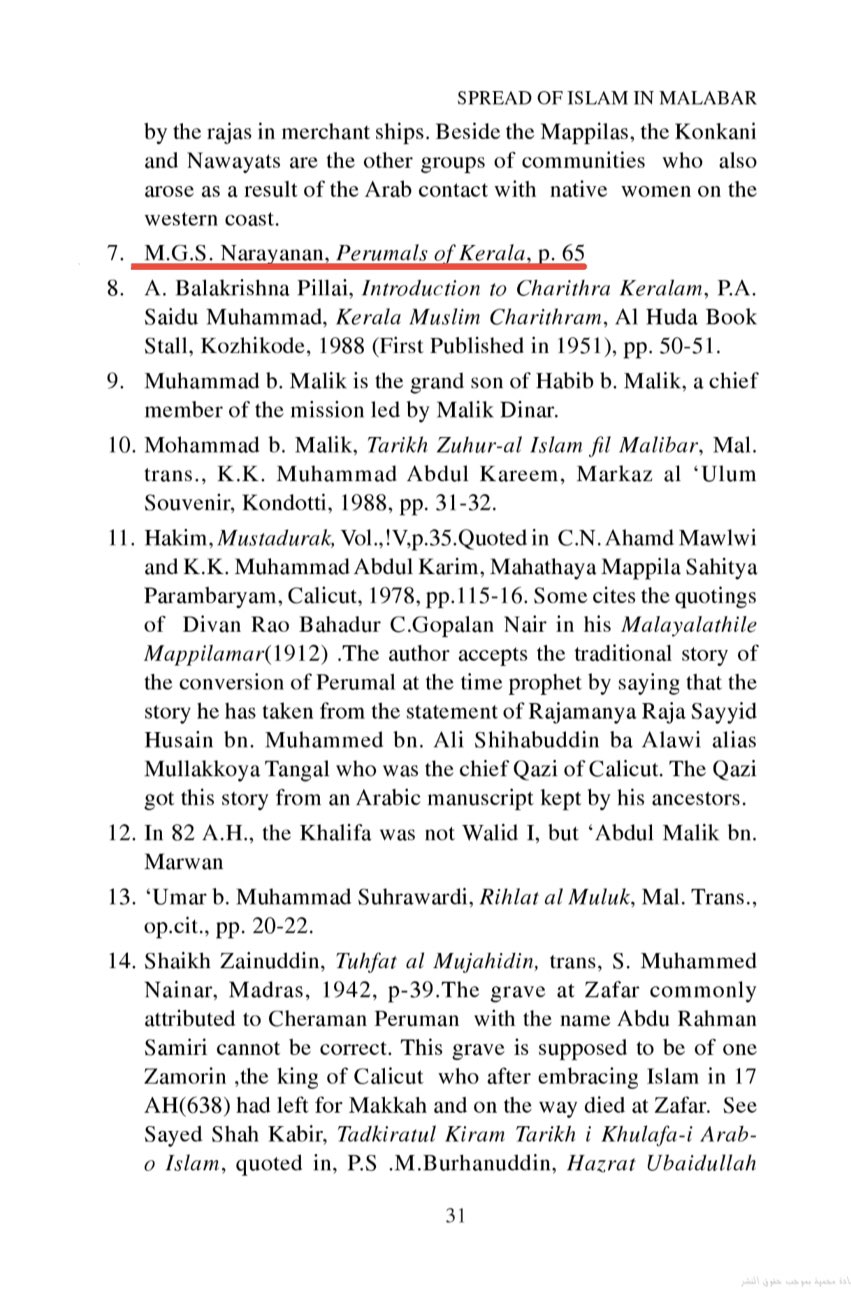 SPREAD OF ISLAM IN MALABAR
by the rajas in merchant ships. Beside the Mappilas, the Konkani
and Nawayats are the other groups of communities who also
arose as a result of the Arab contact with native women on the
western coast.
7. M.G.S. Narayanan, Perumals of Kerala, p. 65
8. A. Balakrishna Pillai, Introduction to Charithra Keralam, P.A.
Saidu Muhammad, Kerala Muslim Charithram, Al Huda Book
Stall, Kozhikode, 1988 (First Published in 1951), pp. 50-51.
9. Muhammad b. Malik is the grand son of Habib b. Malik, a chief
member of the mission led by Malik Dinar.
10. Mohammad b. Malik, Tarikh Zuhur-al Islam fil Malibar, Mal.
trans., K.K. Muhammad Abdul Kareem, Markaz al ‘Ulum
Souvenir, Kondotti, 1988, pp. 31-32.
11. Hakim, Mustadurak, Vol.,!V,p.35.Quoted in C.N. Ahamd Mawlwi
and K.K. Muhammad Abdul Karim, Mahathaya Mappila Sahitya
Parambaryam, Calicut, 1978, pp.115-16. Some cites the quotings
of Divan Rao Bahadur C.Gopalan Nair in his Malayalathile
Mappilamar(1912) .The author accepts the traditional story of
the conversion of Perumal at the time prophet by saying that the
story he has taken from the statement of Rajamanya Raja Sayyid
Husain bn. Muhammed bn. Ali Shihabuddin ba Alawi alias
Mullakkoya Tangal who was the chief Qazi of Calicut. The Qazi
got this story from an Arabic manuscript kept by his ancestors.
12. In 82 A.H., the Khalifa was not Walid I, but ‘Abdul Malik bn.
Marwan
13. ‘Umar b. Muhammad Suhrawardi, Rihlat al Muluk, Mal. Trans.,
op.cit., pp. 20-22.
14. Shaikh Zainuddin, Tuhfat al Mujahidin, trans, S. Muhammed
Nainar, Madras, 1942, p-39.The grave at Zafar commonly
attributed to Cheraman Peruman with the name Abdu Rahman
Samiri cannot be correct. This grave is supposed to be of one
Zamorin ,the king of Calicut who after embracing Islam in 17
AH(638) had left for Makkah and on the way died at Zafar. See
Sayed Shah Kabir, Tadkiratul Kiram Tarikh i Khulafa-i Arab-
o Islam, quoted in, P.S .M.Burhanuddin, Hazrat Ubaidullah
31